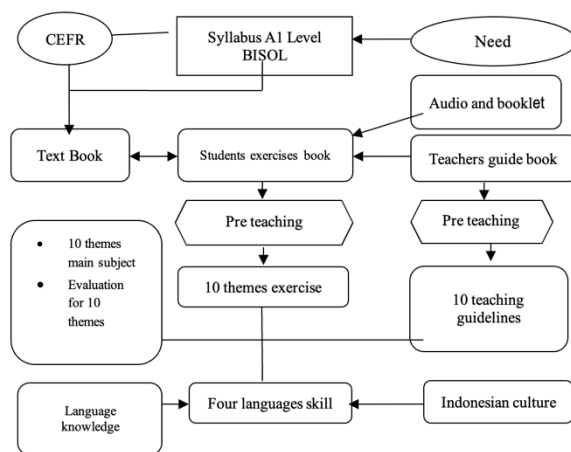 CEFR
Syllabus A1 Level
BISOL
Need
Audio and booklet
Text Book
Students exercises book
Teachers guide book
Pre teaching
Pre teaching
10 themes
main subject
Evaluation
for 10
themes
10 themes exercise
10 teaching
guidelines
Language
knowledge
Four languages skill
Indonesian culture